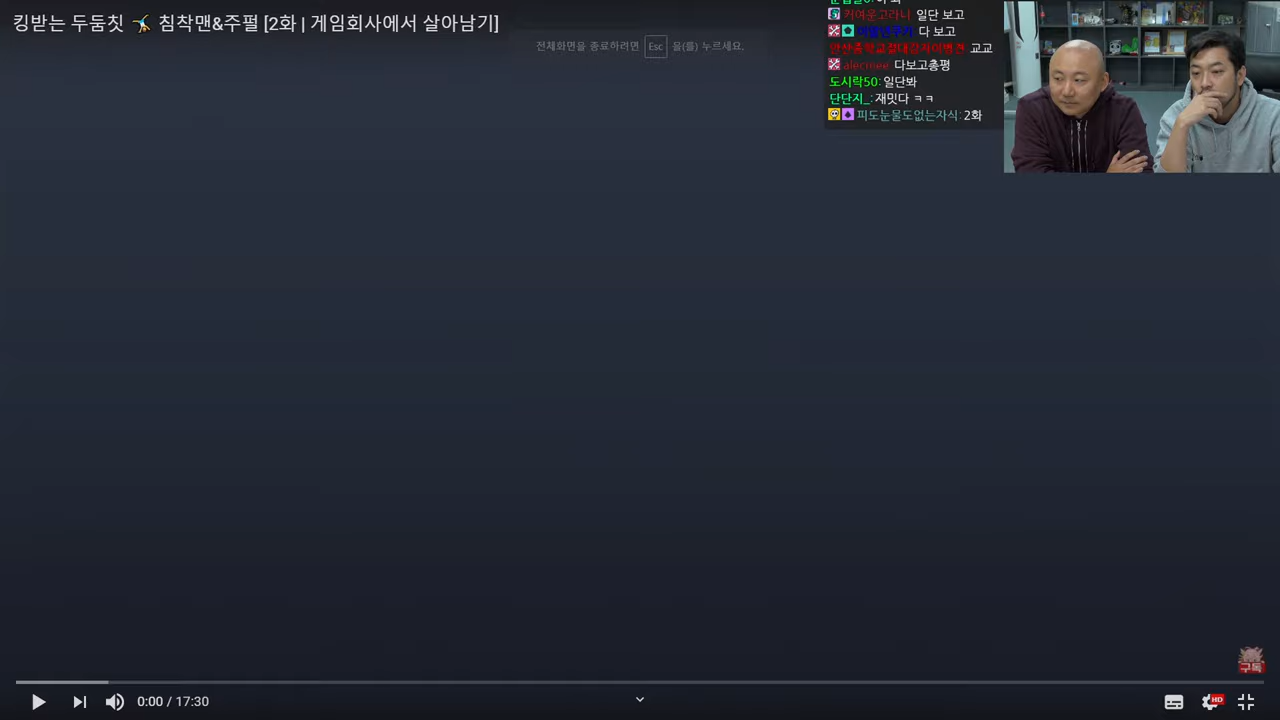 킹받는 두둠칫 침착맨&주펄 [2화 | 게임회사에서 살아남기]
전체화면을 종료하려면 Esc 을(를) 누르세요.
커여운고라니 일단 보고
다 보고
교교
alecmee 다보고총평
도시락50: 일단봐
단단지_: 재밋다 ㅋㅋ
피도눈물도없는자식: 2화
구독
0:00 / 17:30
HD